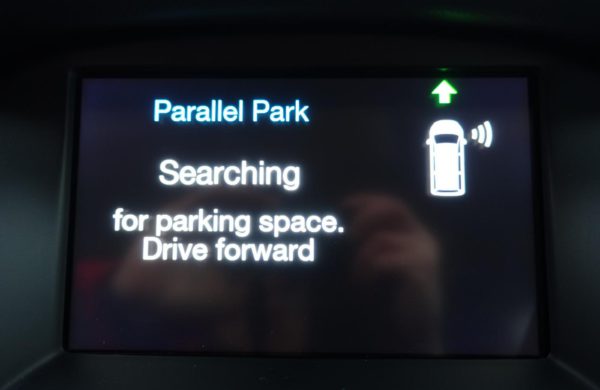 Parallel Park
Searching
for parking space.
Drive forward